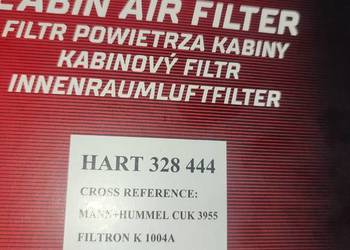 CABIN AIR FILTER
FILTR POWIETRZA KABINY
KABINOVÝ FILTR
INNENRAUMLUFTFILTER
HART 328 444
CROSS REFERENCE:
MANN+HUMMEL CUK 3955
FILTRON K 1004A